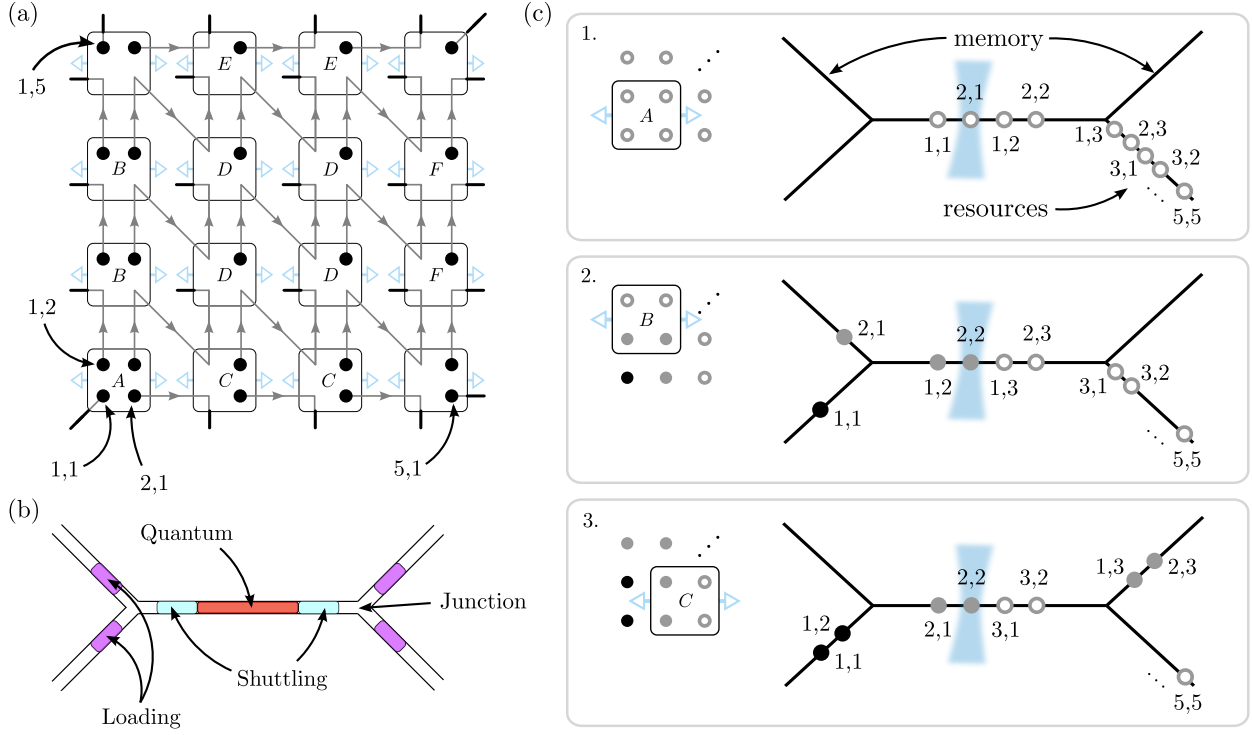 (a)
1,5
E
E
B
D
D
F
B
D
D
F
1,2
A
C
C
1,1
2,1
5,1
(b)
Quantum
Junction
Shuttling
Loading
(c)
1.
A
memory
2,1
2,2
1,1
1,2
1,3
2,3
3,1
3,2
resources
5,5
2.
B
2,1
2,2
2,3
1,2
1,3
3,1
3,2
1,1
5,5
3.
C
2,2
3,2
1,3
2,3
2,1
3,1
1,2
1,1
5,5